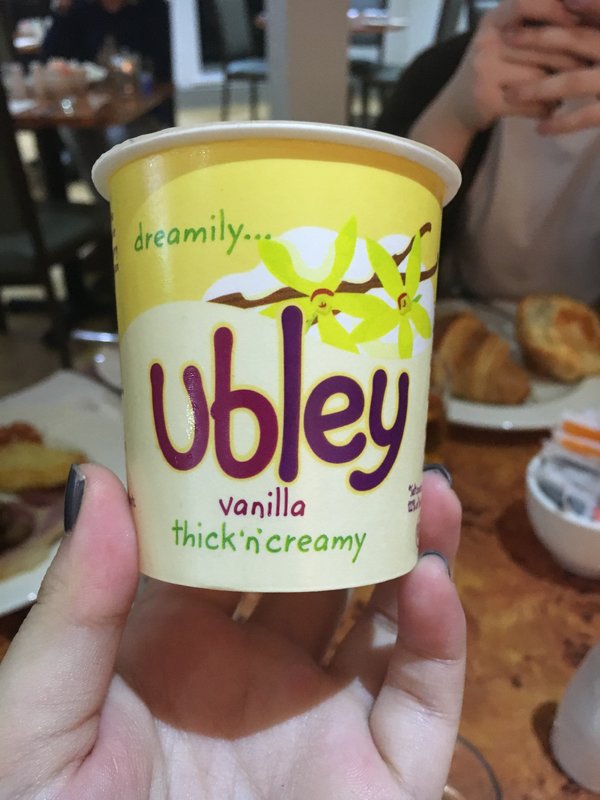 dreamily...
ubley
vanilla
thick 'n' creamy